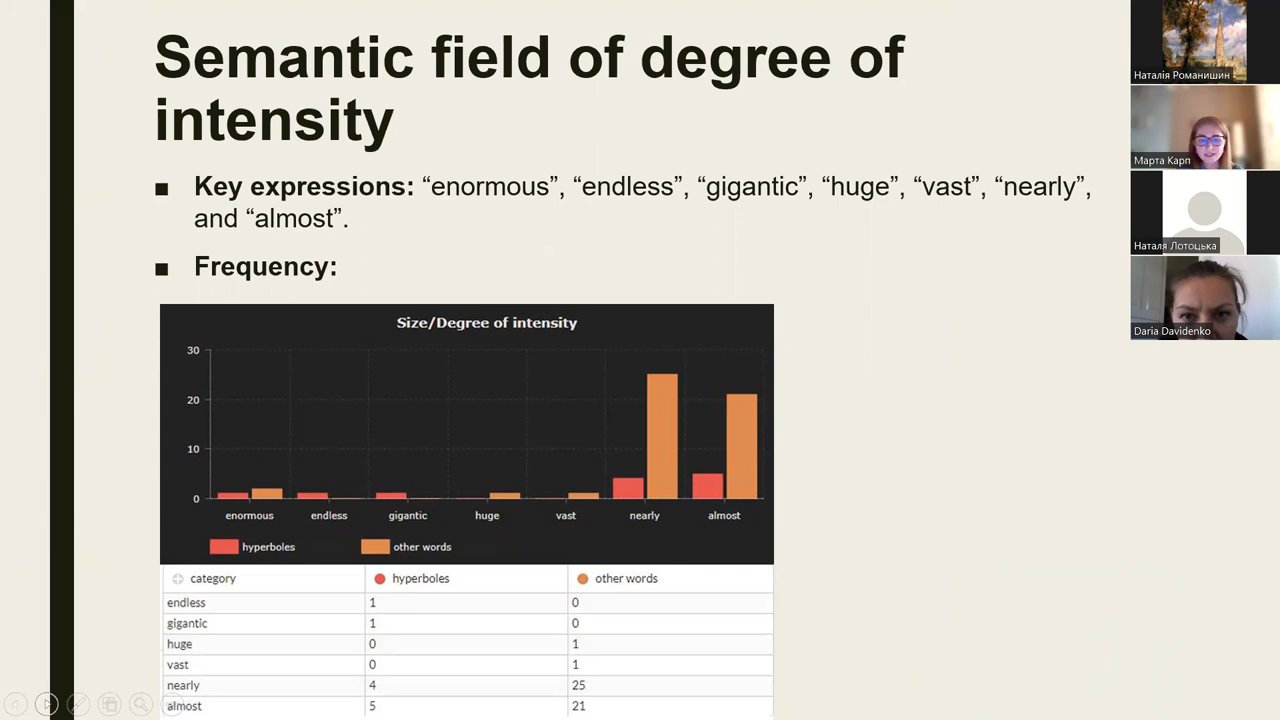 Semantic field of degree of
intensity
■ Key expressions: “enormous”, “endless”, “gigantic”, “huge”, “vast”, “nearly”,
and “almost”.
■ Frequency:
Size/Degree of intensity
30
20
10
0
enormous endless gigantic huge vast nearly almost
hyperboles other words
category hyperboles other words
endless 1 0
gigantic 1 0
huge 0 1
vast 0 1
nearly 4 25
almost 5 21
Наталія Романишин
Марта Карп
Наталя Лотоцька
Daria Davidenko